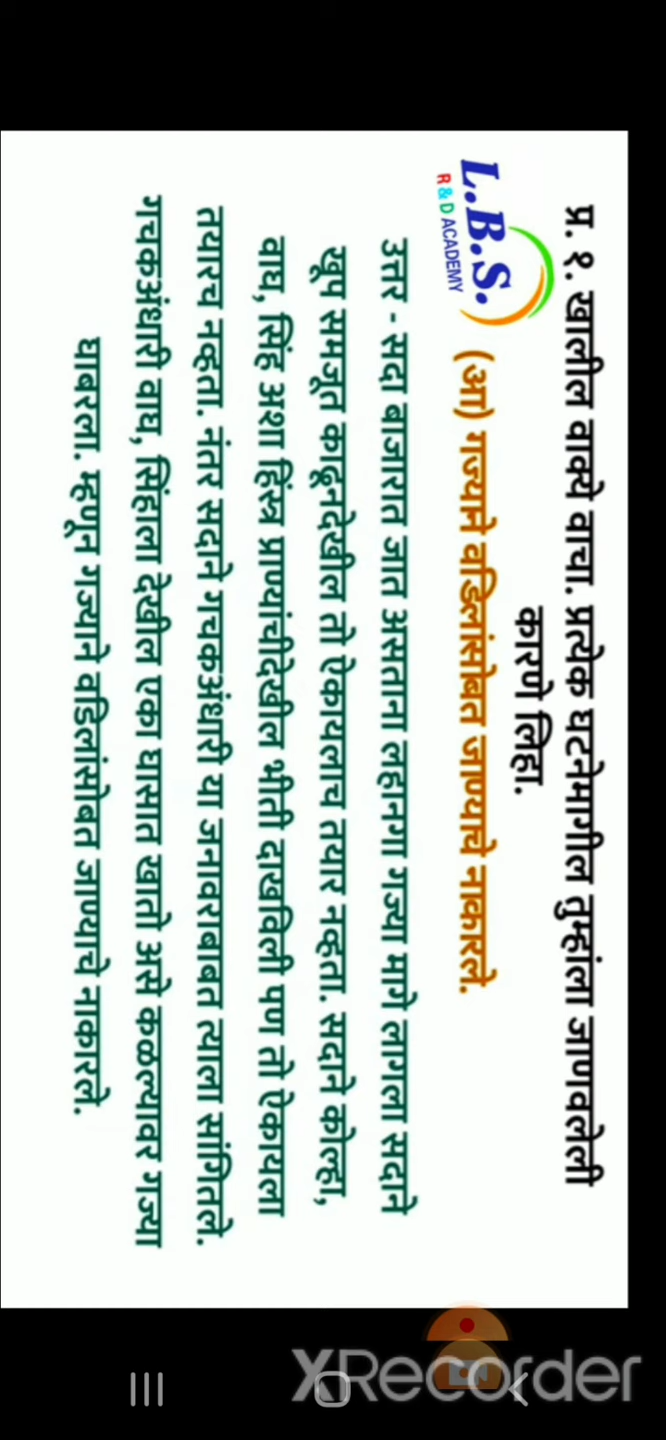 प्र. १. खालील वाक्ये वाचा. प्रत्येक घटनेमागील तुम्हांला जाणवलेली
कारणे लिहा.
L.B.S.
R & D ACADEMY
(आ) गज्याने वडिलांसोबत जाण्याचे नाकारले.
उत्तर - सदा बाजारात जात असताना लहानगा गज्या मागे लागला सदाने
खूप समजूत काढूनदेखील तो ऐकायलाच तयार नव्हता. सदाने कोल्हा,
वाघ, सिंह अशा हिंस्त्र प्राण्यांचीदेखील भीती दाखविली पण तो ऐकायला
तयारच नव्हता. नंतर सदाने गचकअंधारी या जनावराबाबत त्याला सांगितले.
गचकअंधारी वाघ, सिंहाला देखील एका घासात खातो असे कळल्यावर गज्या
घाबरला. म्हणून गज्याने वडिलांसोबत जाण्याचे नाकारले.
XRecorder